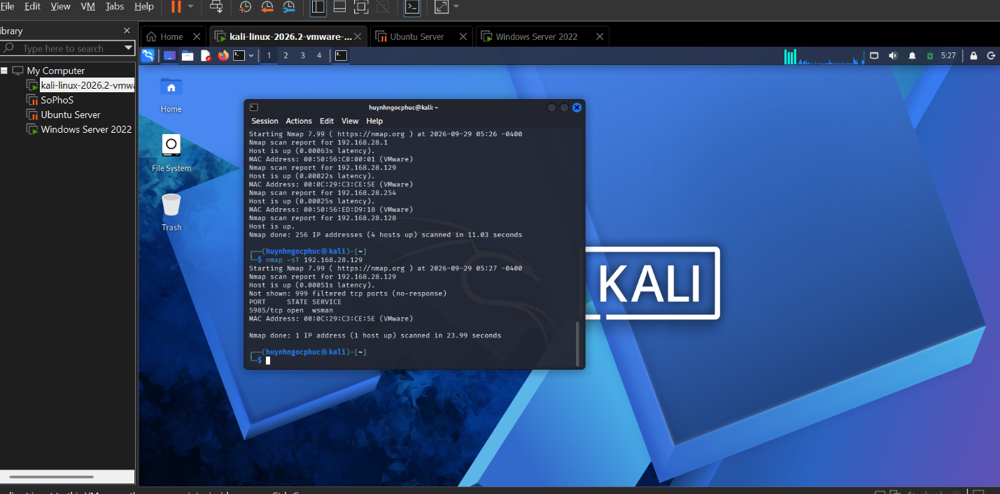 File Edit View VM Tabs Help
Library
Type here to search
My Computer
kali-linux-2026.2-vmwa
SoPhoS
Ubuntu Server
Windows Server 2022
Home
kali-linux-2026.2-vmware-...
Ubuntu Server
Windows Server 2022
1 2 3 4
5:27
Home
File System
Trash
huynhngocphuc@kali: ~
Session Actions Edit View Help
Starting Nmap 7.99 ( https://nmap.org ) at 2026-09-29 05:26 -0400
Nmap scan report for 192.168.28.1
Host is up (0.00063s latency).
MAC Address: 00:50:56:C0:00:01 (VMware)
Nmap scan report for 192.168.28.129
Host is up (0.00022s latency).
MAC Address: 00:0C:29:C3:CE:5E (VMware)
Nmap scan report for 192.168.28.254
Host is up (0.00025s latency).
MAC Address: 00:50:56:ED:D9:18 (VMware)
Nmap scan report for 192.168.28.128
Host is up.
Nmap done: 256 IP addresses (4 hosts up) scanned in 11.03 seconds
┌──(huynhngocphuc㉿kali)-[~]
└─$ nmap -sT 192.168.28.129
Starting Nmap 7.99 ( https://nmap.org ) at 2026-09-29 05:27 -0400
Nmap scan report for 192.168.28.129
Host is up (0.00051s latency).
Not shown: 999 filtered tcp ports (no-response)
PORT STATE SERVICE
5985/tcp open wsman
MAC Address: 00:0C:29:C3:CE:5E (VMware)
Nmap done: 1 IP address (1 host up) scanned in 23.99 seconds
┌──(huynhngocphuc㉿kali)-[~]
└─$
KALI